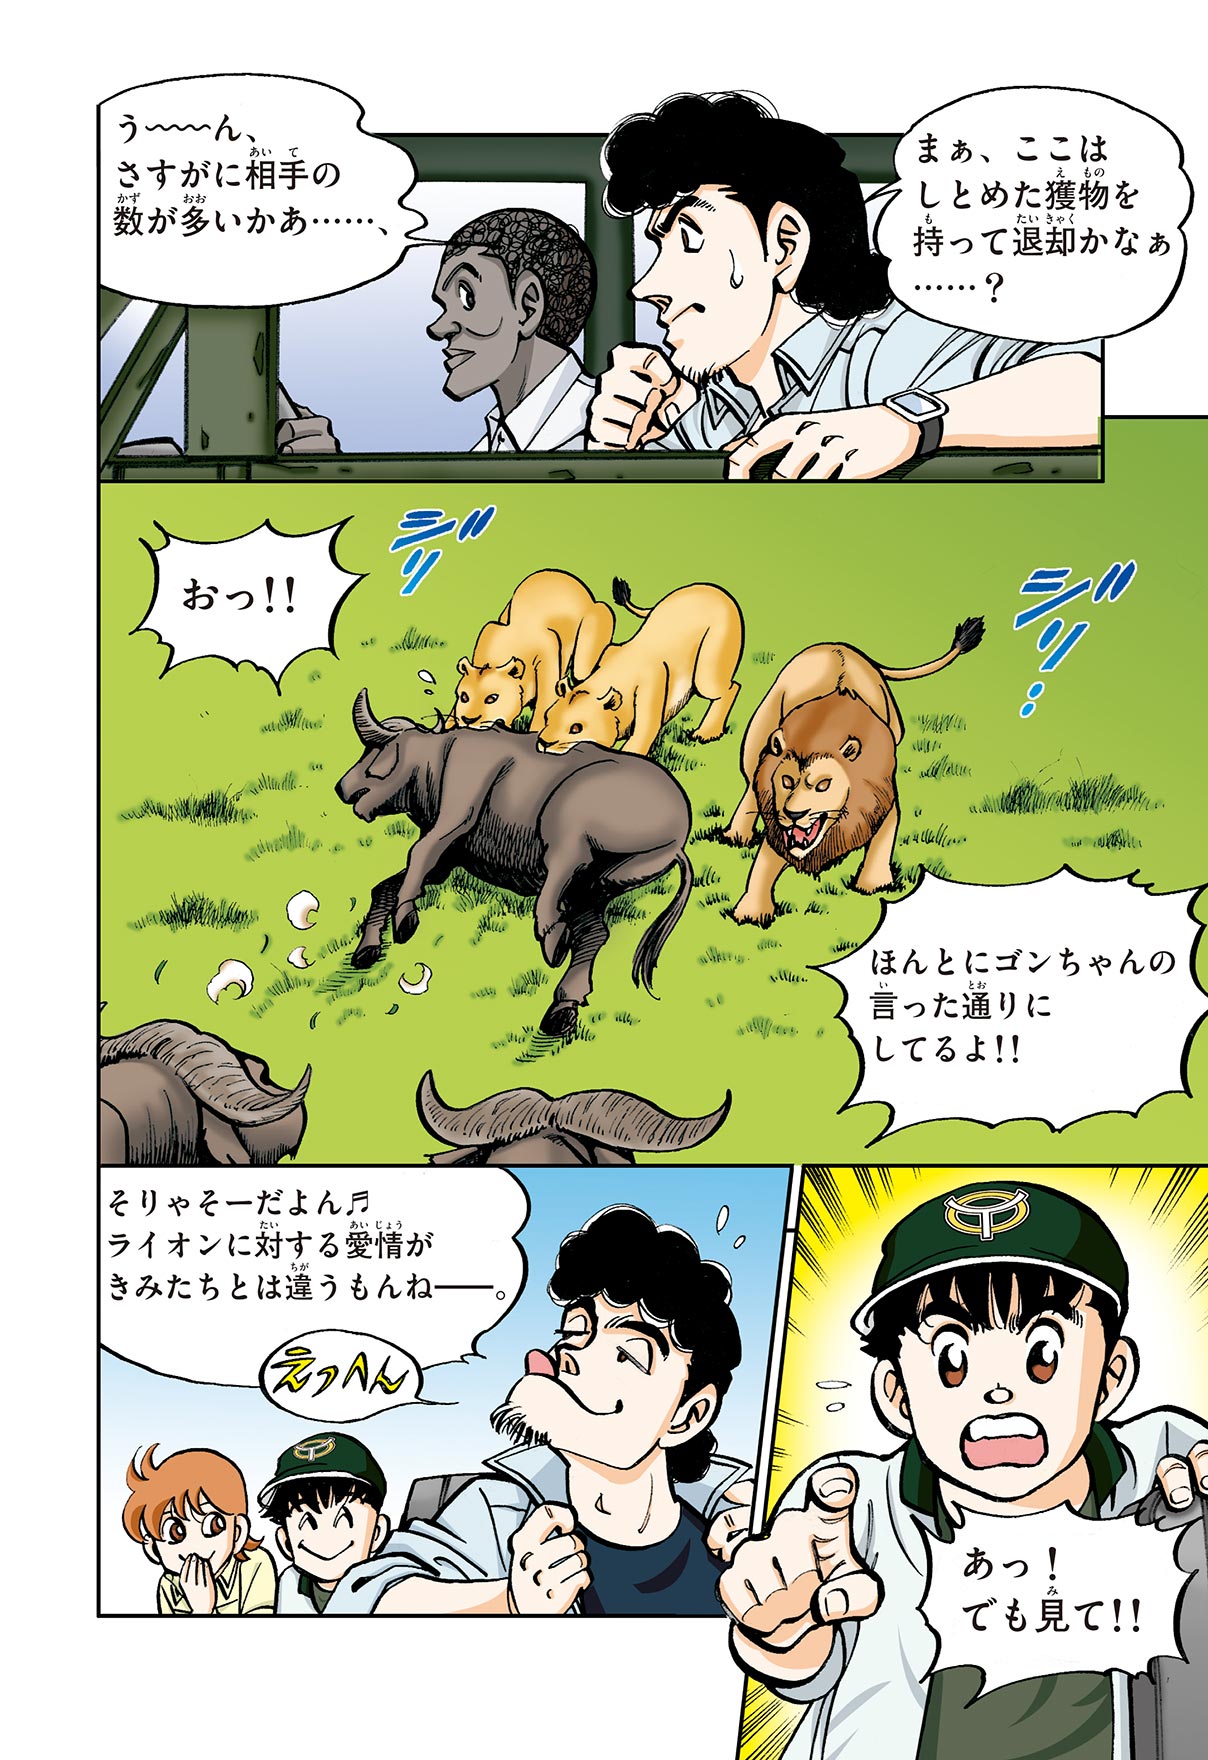 う〜〜〜ん、
さすがに相手の
数が多いかあ……、
まぁ、ここは
しとめた獲物を
持って退却かなぁ
……？
おっ!!
ジリ
ジリ…
ほんとにゴンちゃんの
言った通りに
してるよ!!
そりゃそーだよん♬
ライオンに対する愛情が
きみたちとは違うもんね──。
えっへん
あっ！
でも見て!!